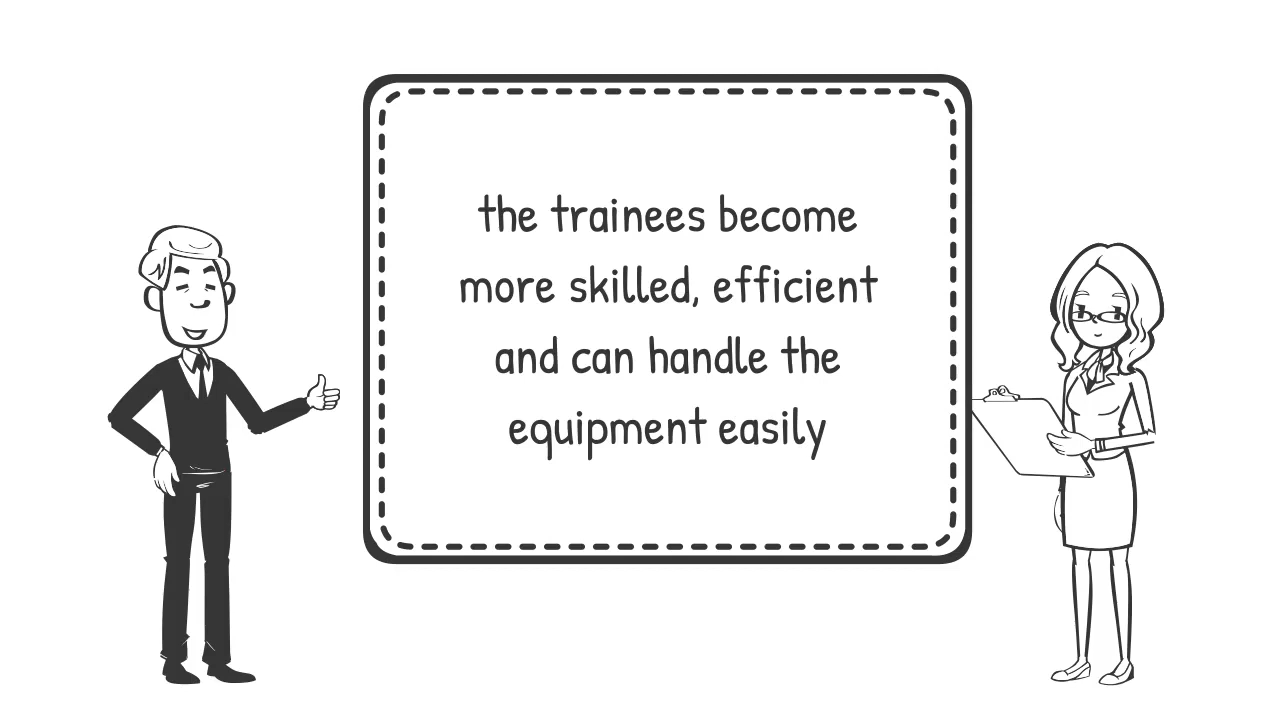 the trainees become
more skilled, efficient
and can handle the
equipment easily